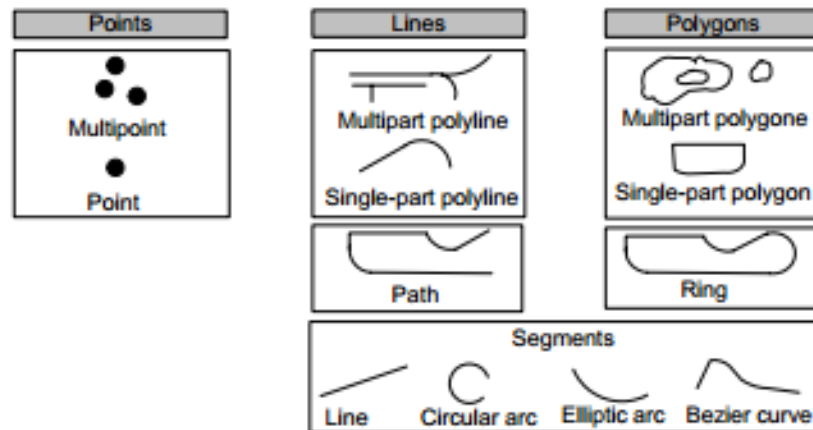 Points
Multipoint
Point
Lines
Multipart polyline
Single-part polyline
Path
Polygons
Multipart polygone
Single-part polygon
Ring
Segments
Line Circular arc Elliptic arc Bezier curve